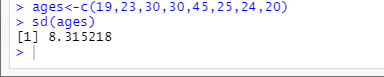 > ages<-c(19,23,30,30,45,25,24,20)
> sd(ages)
[1] 8.315218
>